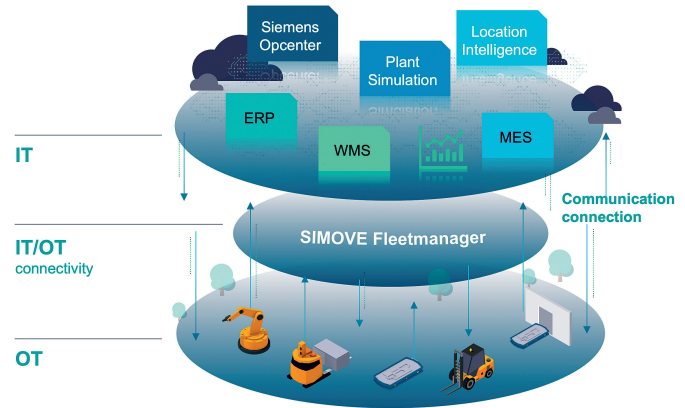 Siemens
Opcenter
Plant
Simulation
Location
Intelligence
ERP
WMS
MES
IT
Communication
connection
SIMOVE Fleetmanager
IT/OT
connectivity
OT